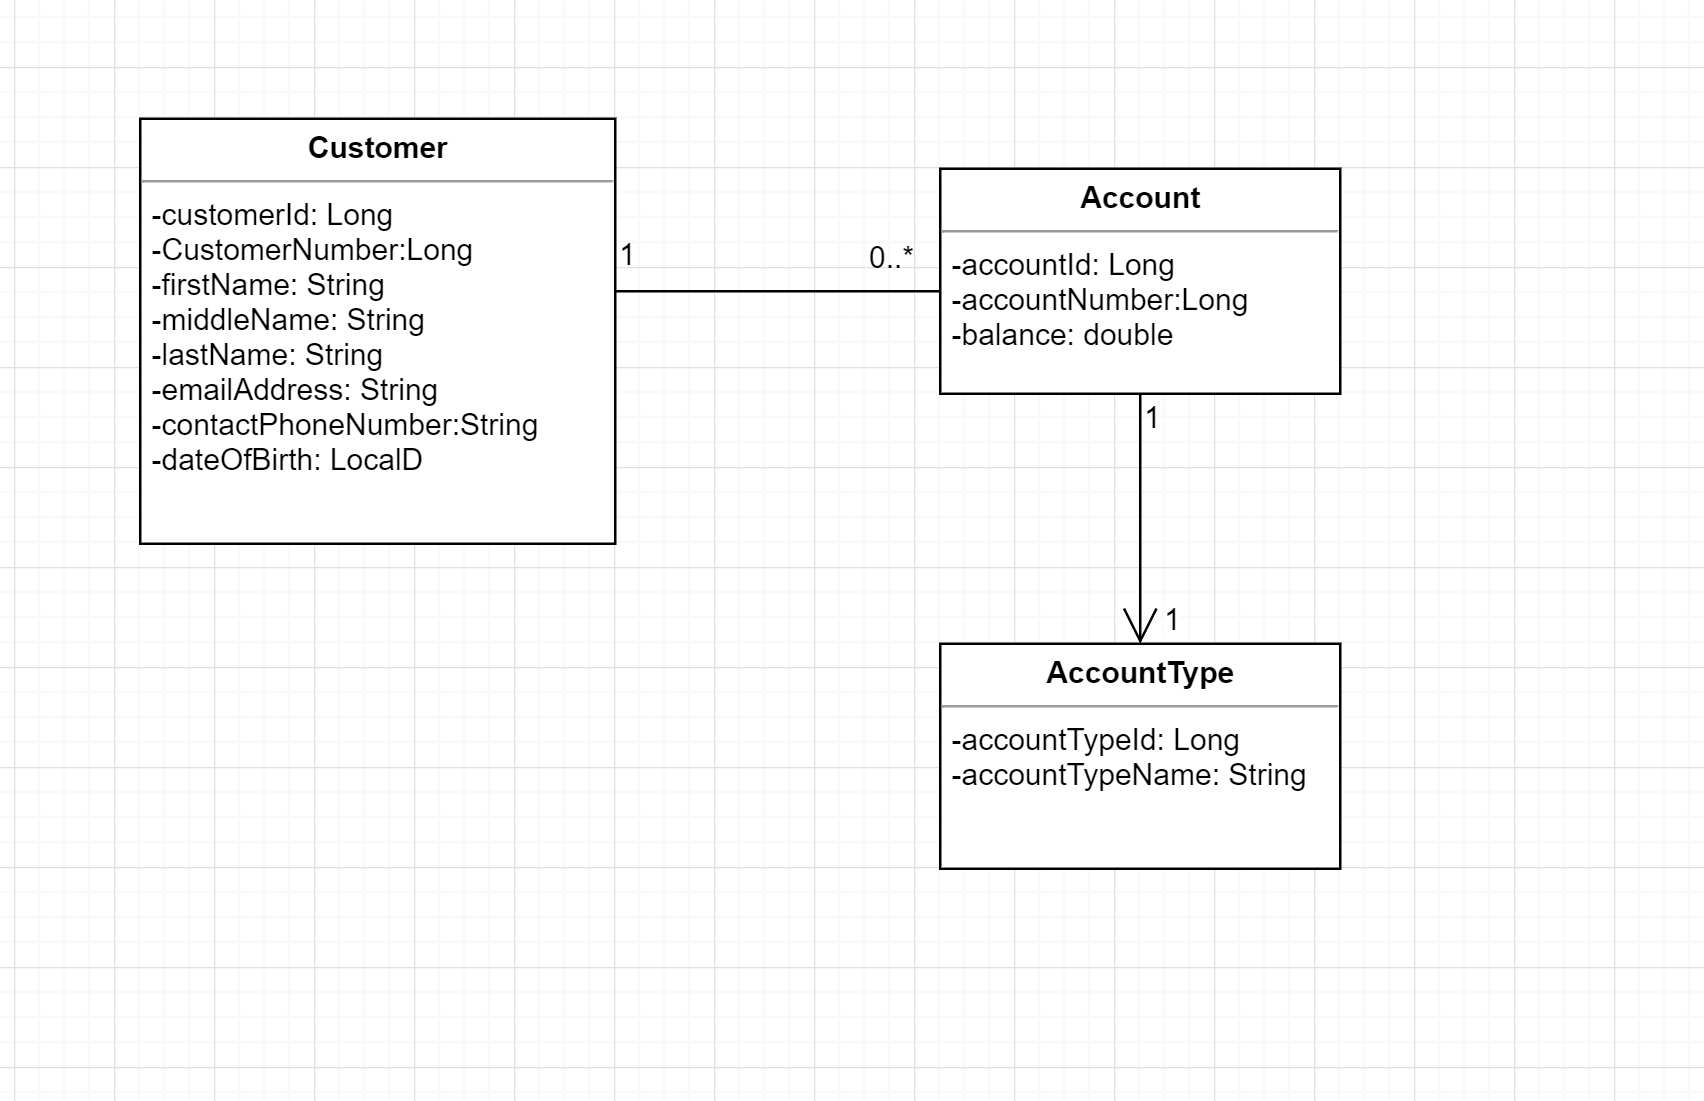 Customer
-customerId: Long
-CustomerNumber:Long
-firstName: String
-middleName: String
-lastName: String
-emailAddress: String
-contactPhoneNumber:String
-dateOfBirth: LocalD
1
0..*
Account
-accountId: Long
-accountNumber:Long
-balance: double
1
1
AccountType
-accountTypeId: Long
-accountTypeName: String